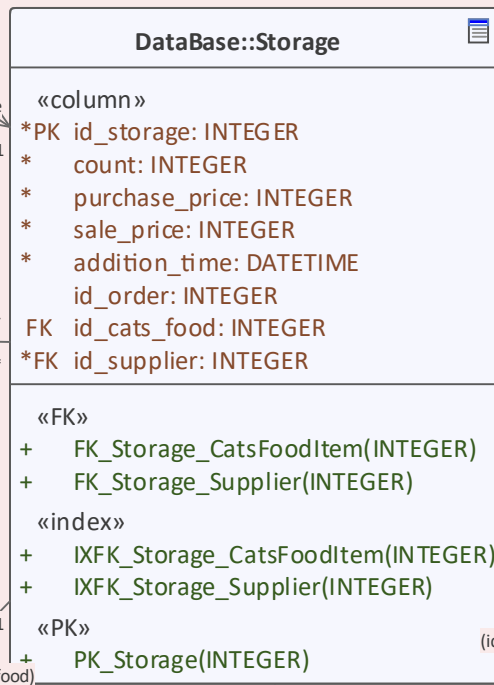 DataBase::Storage
«column»
*PK id_storage: INTEGER
* count: INTEGER
* purchase_price: INTEGER
* sale_price: INTEGER
* addition_time: DATETIME
id_order: INTEGER
FK id_cats_food: INTEGER
*FK id_supplier: INTEGER
«FK»
+ FK_Storage_CatsFoodItem(INTEGER)
+ FK_Storage_Supplier(INTEGER)
«index»
+ IXFK_Storage_CatsFoodItem(INTEGER)
+ IXFK_Storage_Supplier(INTEGER)
«PK»
+ PK_Storage(INTEGER)